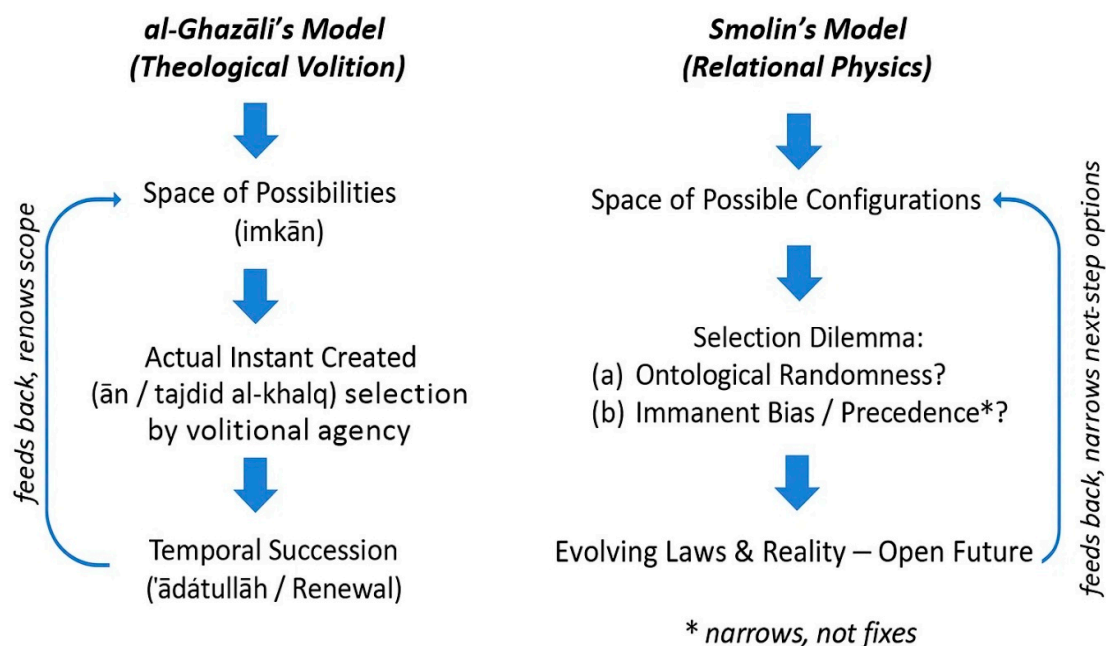 al-Ghazāli's Model
(Theological Volition)
Space of Possibilities
(imkān)
Actual Instant Created
(ān / tajdid al-khalq) selection
by volitional agency
Temporal Succession
('ādátullāh / Renewal)
feeds back, renows scope
Smolin's Model
(Relational Physics)
Space of Possible Configurations
Selection Dilemma:
(a) Ontological Randomness?
(b) Immanent Bias / Precedence*?
Evolving Laws & Reality – Open Future
* narrows, not fixes
feeds back, narrows next-step options